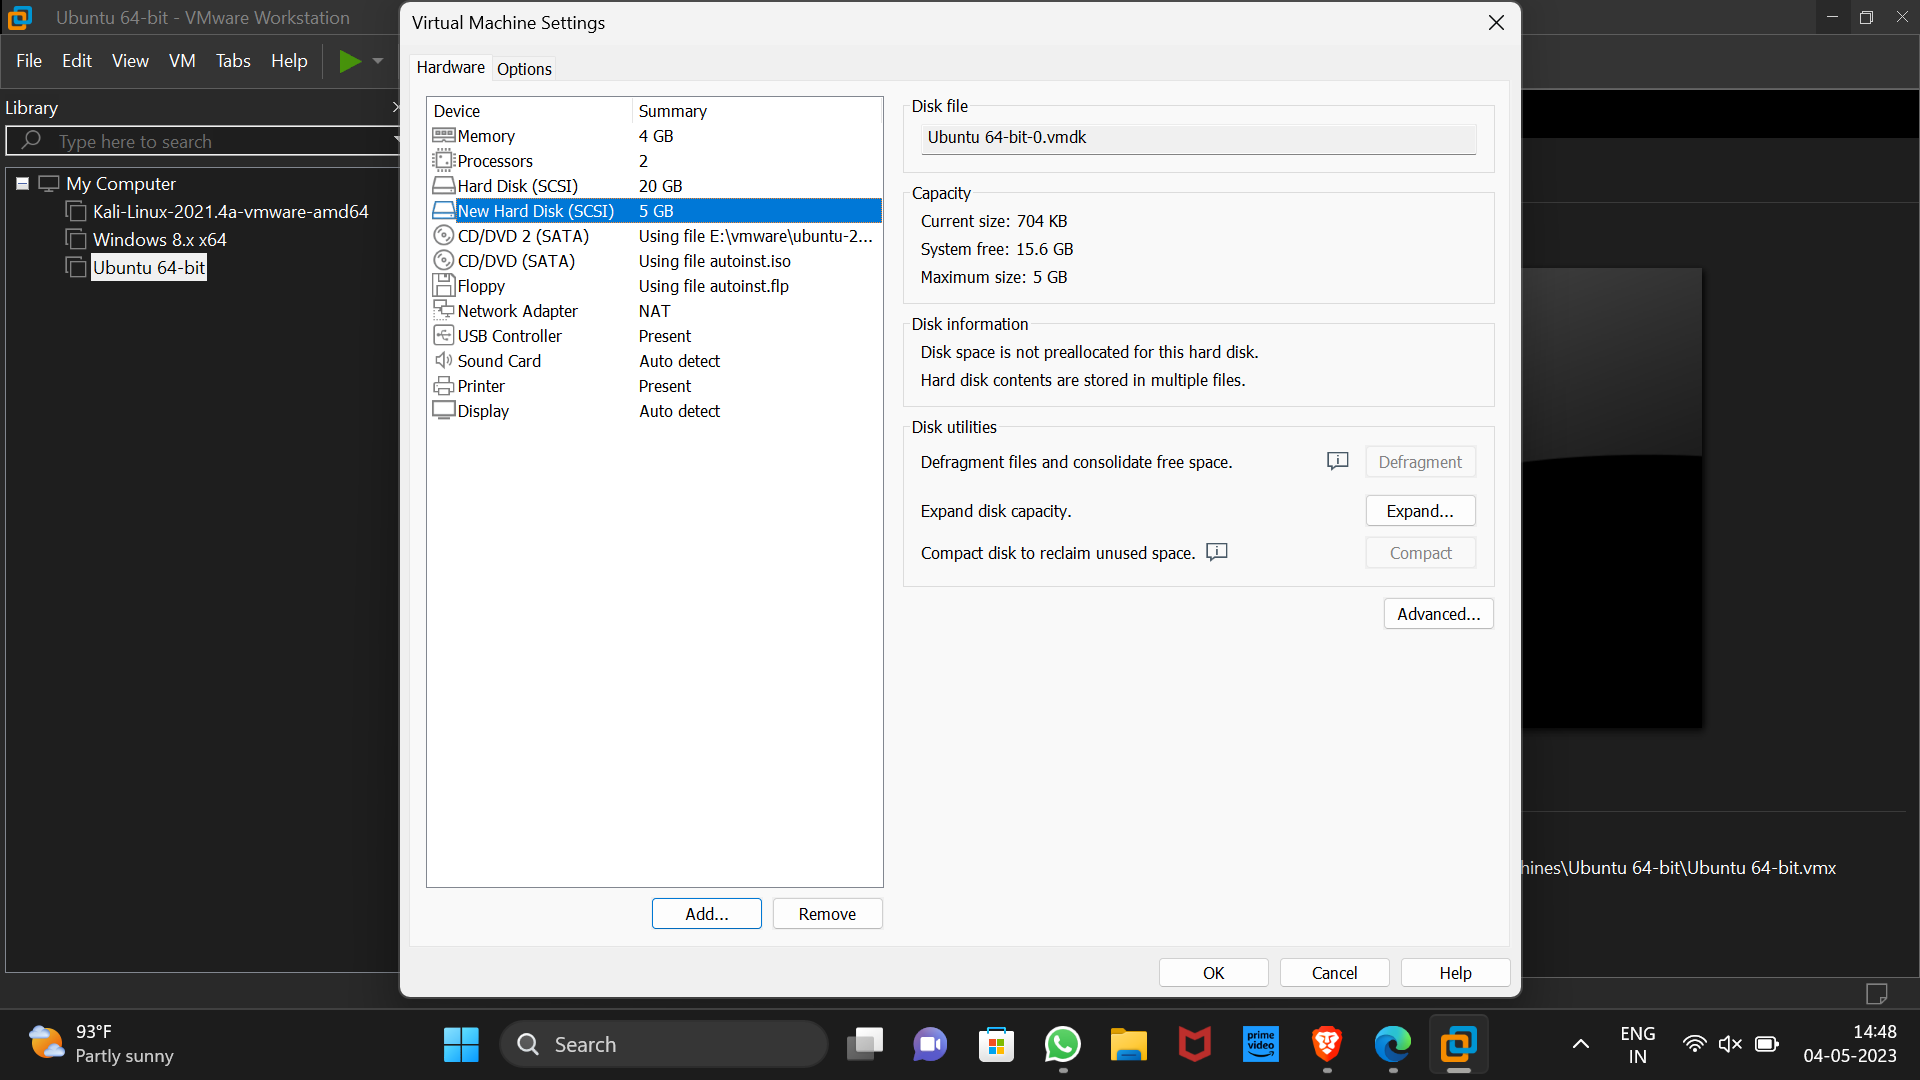 Ubuntu 64-bit - VMware Workstation
File Edit View VM Tabs Help
Library
Type here to search
My Computer
Kali-Linux-2021.4a-vmware-amd64
Windows 8.x x64
Ubuntu 64-bit
Virtual Machine Settings
Hardware Options
Device Summary
Memory 4 GB
Processors 2
Hard Disk (SCSI) 20 GB
New Hard Disk (SCSI) 5 GB
CD/DVD 2 (SATA) Using file E:\vmware\ubuntu-2...
CD/DVD (SATA) Using file autoinst.iso
Floppy Using file autoinst.flp
Network Adapter NAT
USB Controller Present
Sound Card Auto detect
Printer Present
Display Auto detect
Add... Remove
Disk file
Ubuntu 64-bit-0.vmdk
Capacity
Current size: 704 KB
System free: 15.6 GB
Maximum size: 5 GB
Disk information
Disk space is not preallocated for this hard disk.
Hard disk contents are stored in multiple files.
Disk utilities
Defragment files and consolidate free space. Defragment
Expand disk capacity. Expand...
Compact disk to reclaim unused space. Compact
Advanced...
OK Cancel Help
hines\Ubuntu 64-bit\Ubuntu 64-bit.vmx
93°F
Partly sunny
Search
prime video
ENG
IN
14:48
04-05-2023